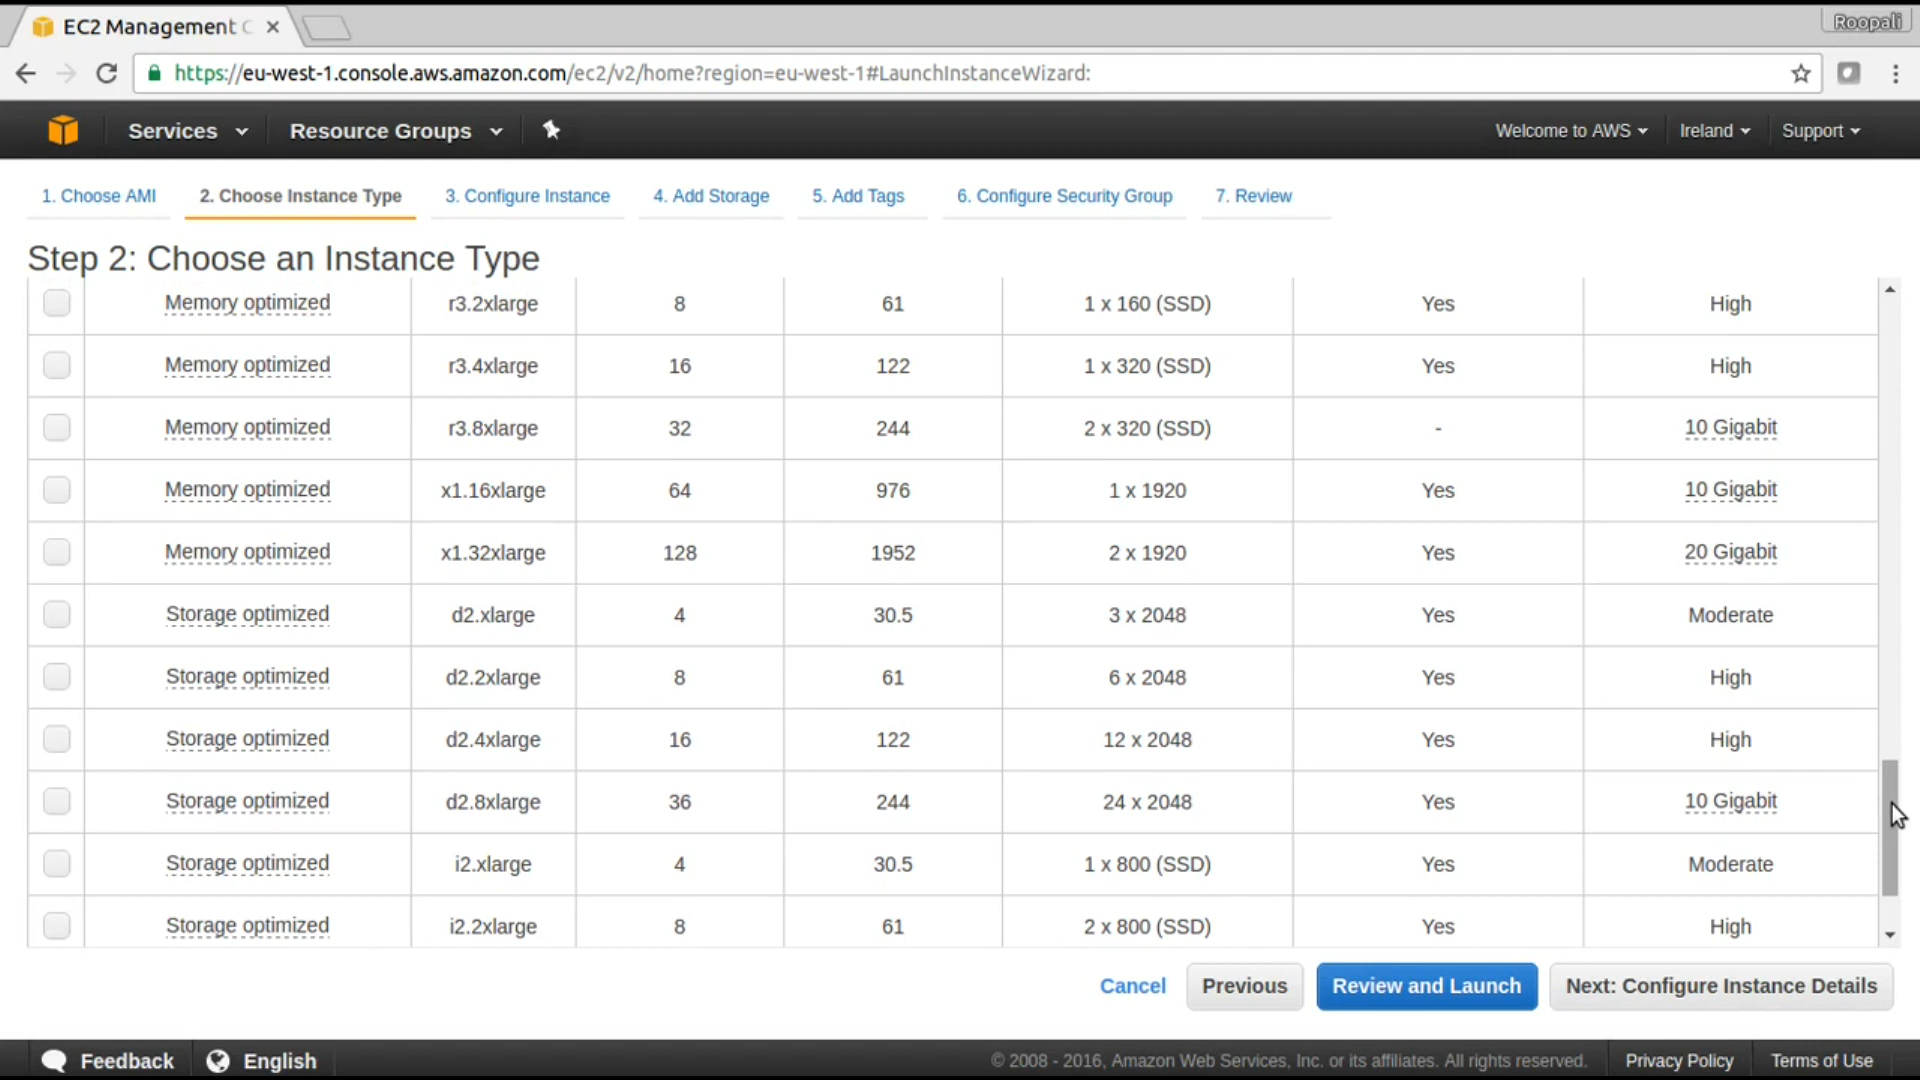 EC2 Management C
Roopali
https://eu-west-1.console.aws.amazon.com/ec2/v2/home?region=eu-west-1#LaunchInstanceWizard:
Services Resource Groups Welcome to AWS Ireland Support
1. Choose AMI 2. Choose Instance Type 3. Configure Instance 4. Add Storage 5. Add Tags 6. Configure Security Group 7. Review
Step 2: Choose an Instance Type
Memory optimized r3.2xlarge 8 61 1 x 160 (SSD) Yes High
Memory optimized r3.4xlarge 16 122 1 x 320 (SSD) Yes High
Memory optimized r3.8xlarge 32 244 2 x 320 (SSD) - 10 Gigabit
Memory optimized x1.16xlarge 64 976 1 x 1920 Yes 10 Gigabit
Memory optimized x1.32xlarge 128 1952 2 x 1920 Yes 20 Gigabit
Storage optimized d2.xlarge 4 30.5 3 x 2048 Yes Moderate
Storage optimized d2.2xlarge 8 61 6 x 2048 Yes High
Storage optimized d2.4xlarge 16 122 12 x 2048 Yes High
Storage optimized d2.8xlarge 36 244 24 x 2048 Yes 10 Gigabit
Storage optimized i2.xlarge 4 30.5 1 x 800 (SSD) Yes Moderate
Storage optimized i2.2xlarge 8 61 2 x 800 (SSD) Yes High
Cancel Previous Review and Launch Next: Configure Instance Details
Feedback English © 2008 - 2016, Amazon Web Services, Inc. or its affiliates. All rights reserved. Privacy Policy Terms of Use